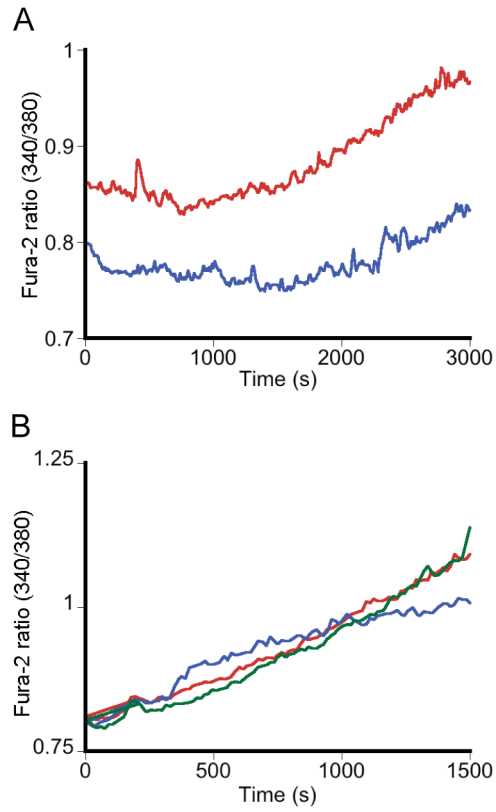 A
1
0.9
0.8
0.7
Fura-2 ratio (340/380)
0 1000 2000 3000
Time (s)
B
1.25
1
0.75
Fura-2 ratio (340/380)
0 500 1000 1500
Time (s)